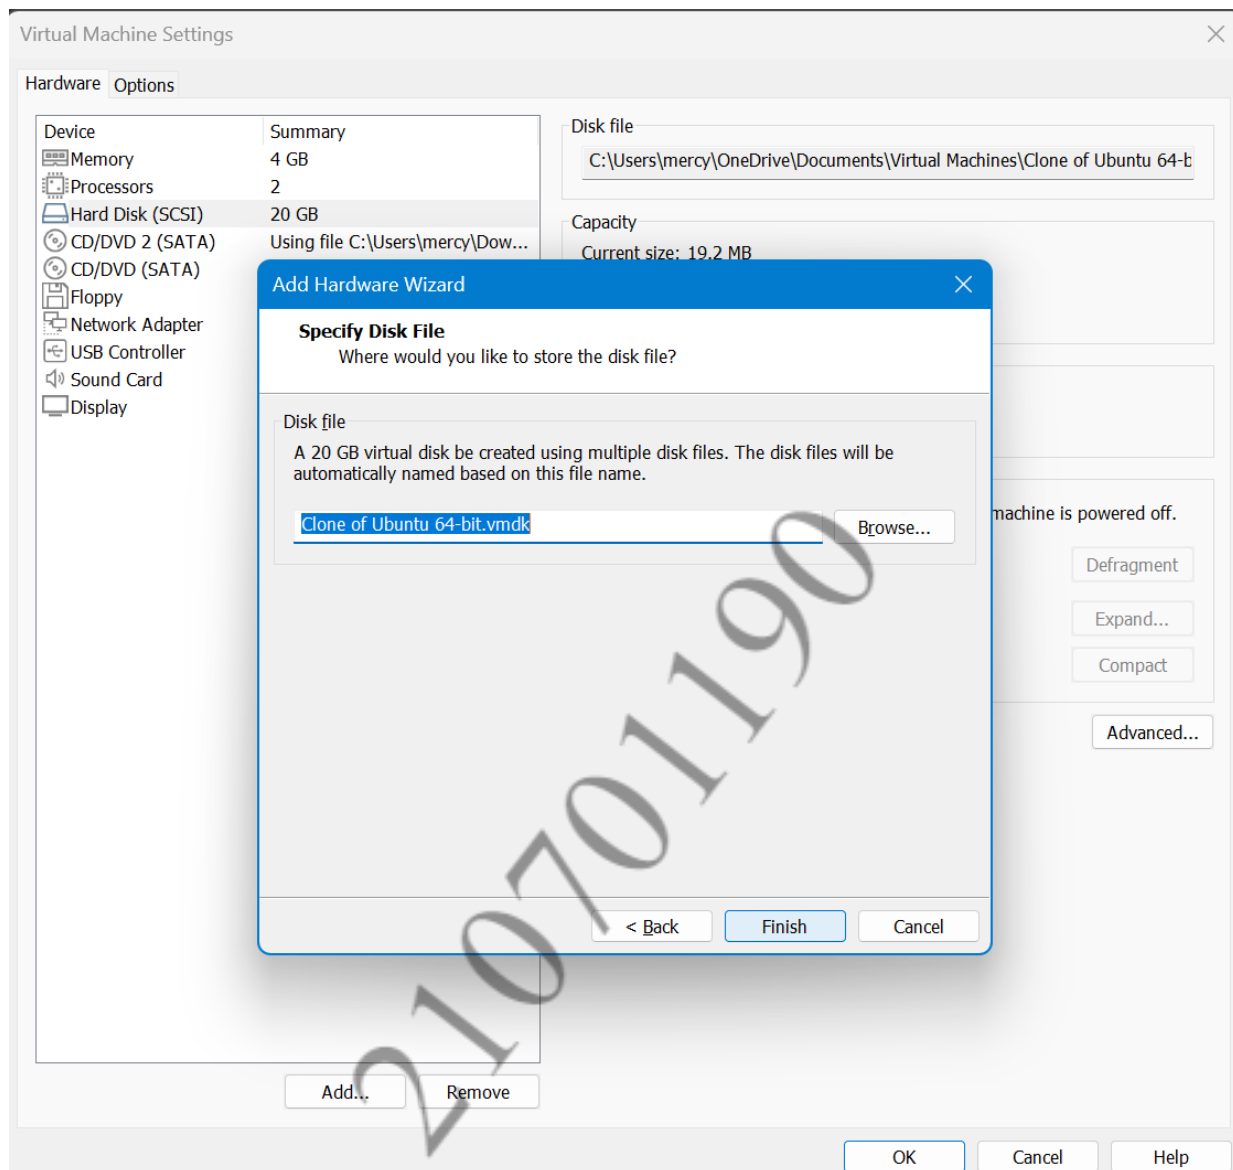 Virtual Machine Settings
Hardware Options
Device Summary
Memory 4 GB
Processors 2
Hard Disk (SCSI) 20 GB
CD/DVD 2 (SATA) Using file C:\Users\mercy\Dow...
CD/DVD (SATA)
Floppy
Network Adapter
USB Controller
Sound Card
Display
Add... Remove
Disk file
C:\Users\mercy\OneDrive\Documents\Virtual Machines\Clone of Ubuntu 64-b
Capacity
Current size: 19.2 MB
Add Hardware Wizard
Specify Disk File
Where would you like to store the disk file?
Disk file
A 20 GB virtual disk be created using multiple disk files. The disk files will be
automatically named based on this file name.
Clone of Ubuntu 64-bit.vmdk Browse...
< Back Finish Cancel
machine is powered off.
Defragment
Expand...
Compact
Advanced...
OK Cancel Help
210701190